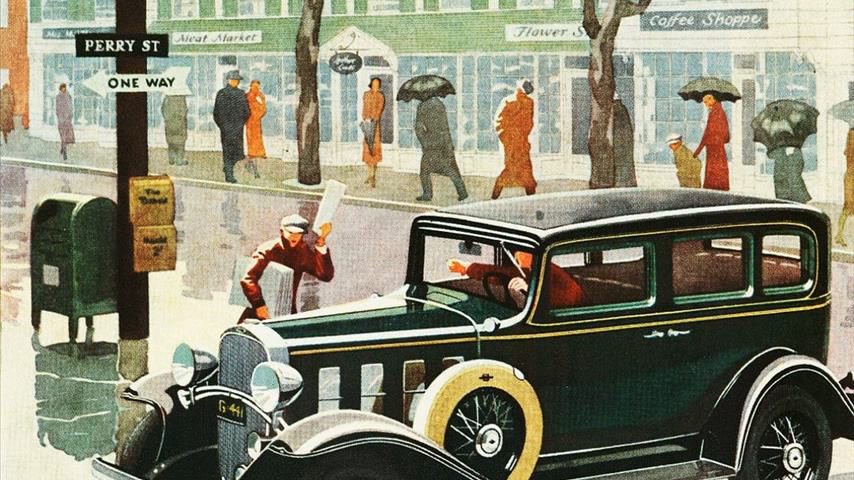 PERRY ST
ONE WAY
Meat Market
Flower S
Coffee Shoppe
G-441